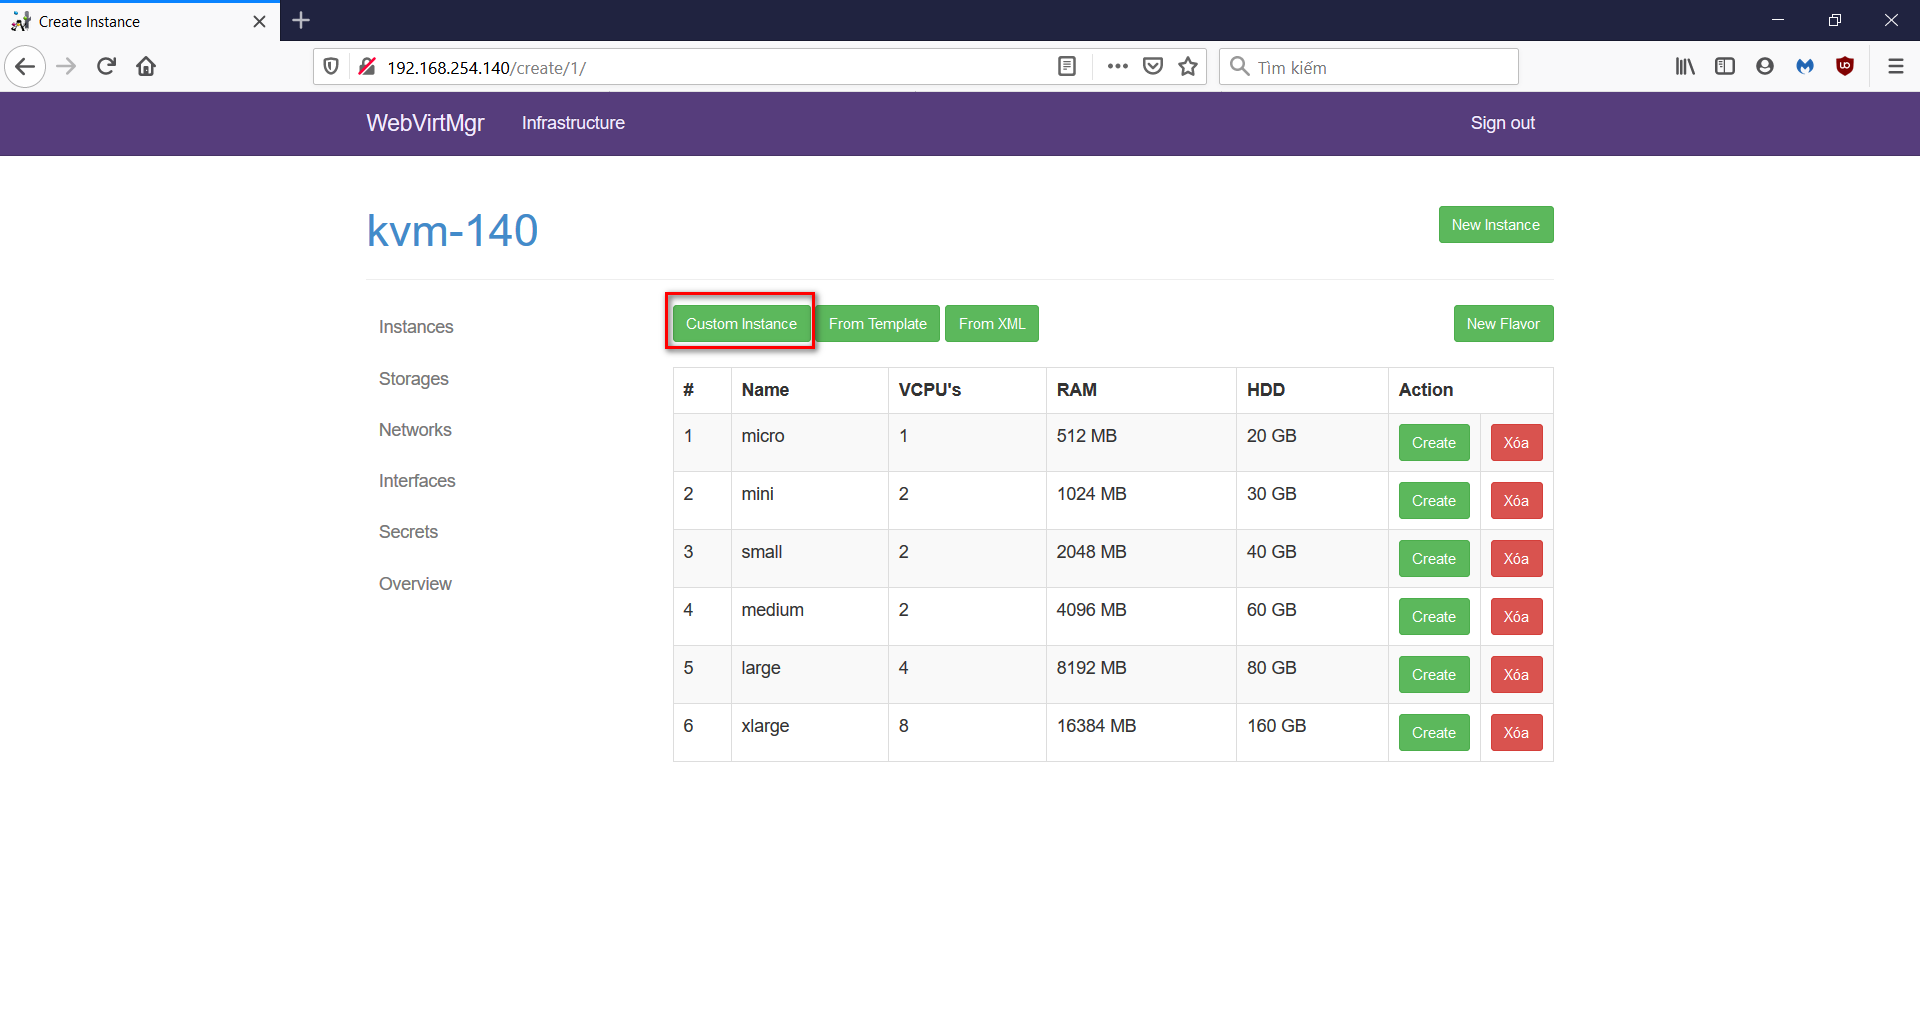 Create Instance
192.168.254.140/create/1/
Tìm kiếm
WebVirtMgr Infrastructure Sign out
kvm-140 New Instance
Custom Instance From Template From XML New Flavor
Instances
Storages
Networks
Interfaces
Secrets
Overview
# Name VCPU's RAM HDD Action
1 micro 1 512 MB 20 GB Create Xóa
2 mini 2 1024 MB 30 GB Create Xóa
3 small 2 2048 MB 40 GB Create Xóa
4 medium 2 4096 MB 60 GB Create Xóa
5 large 4 8192 MB 80 GB Create Xóa
6 xlarge 8 16384 MB 160 GB Create Xóa